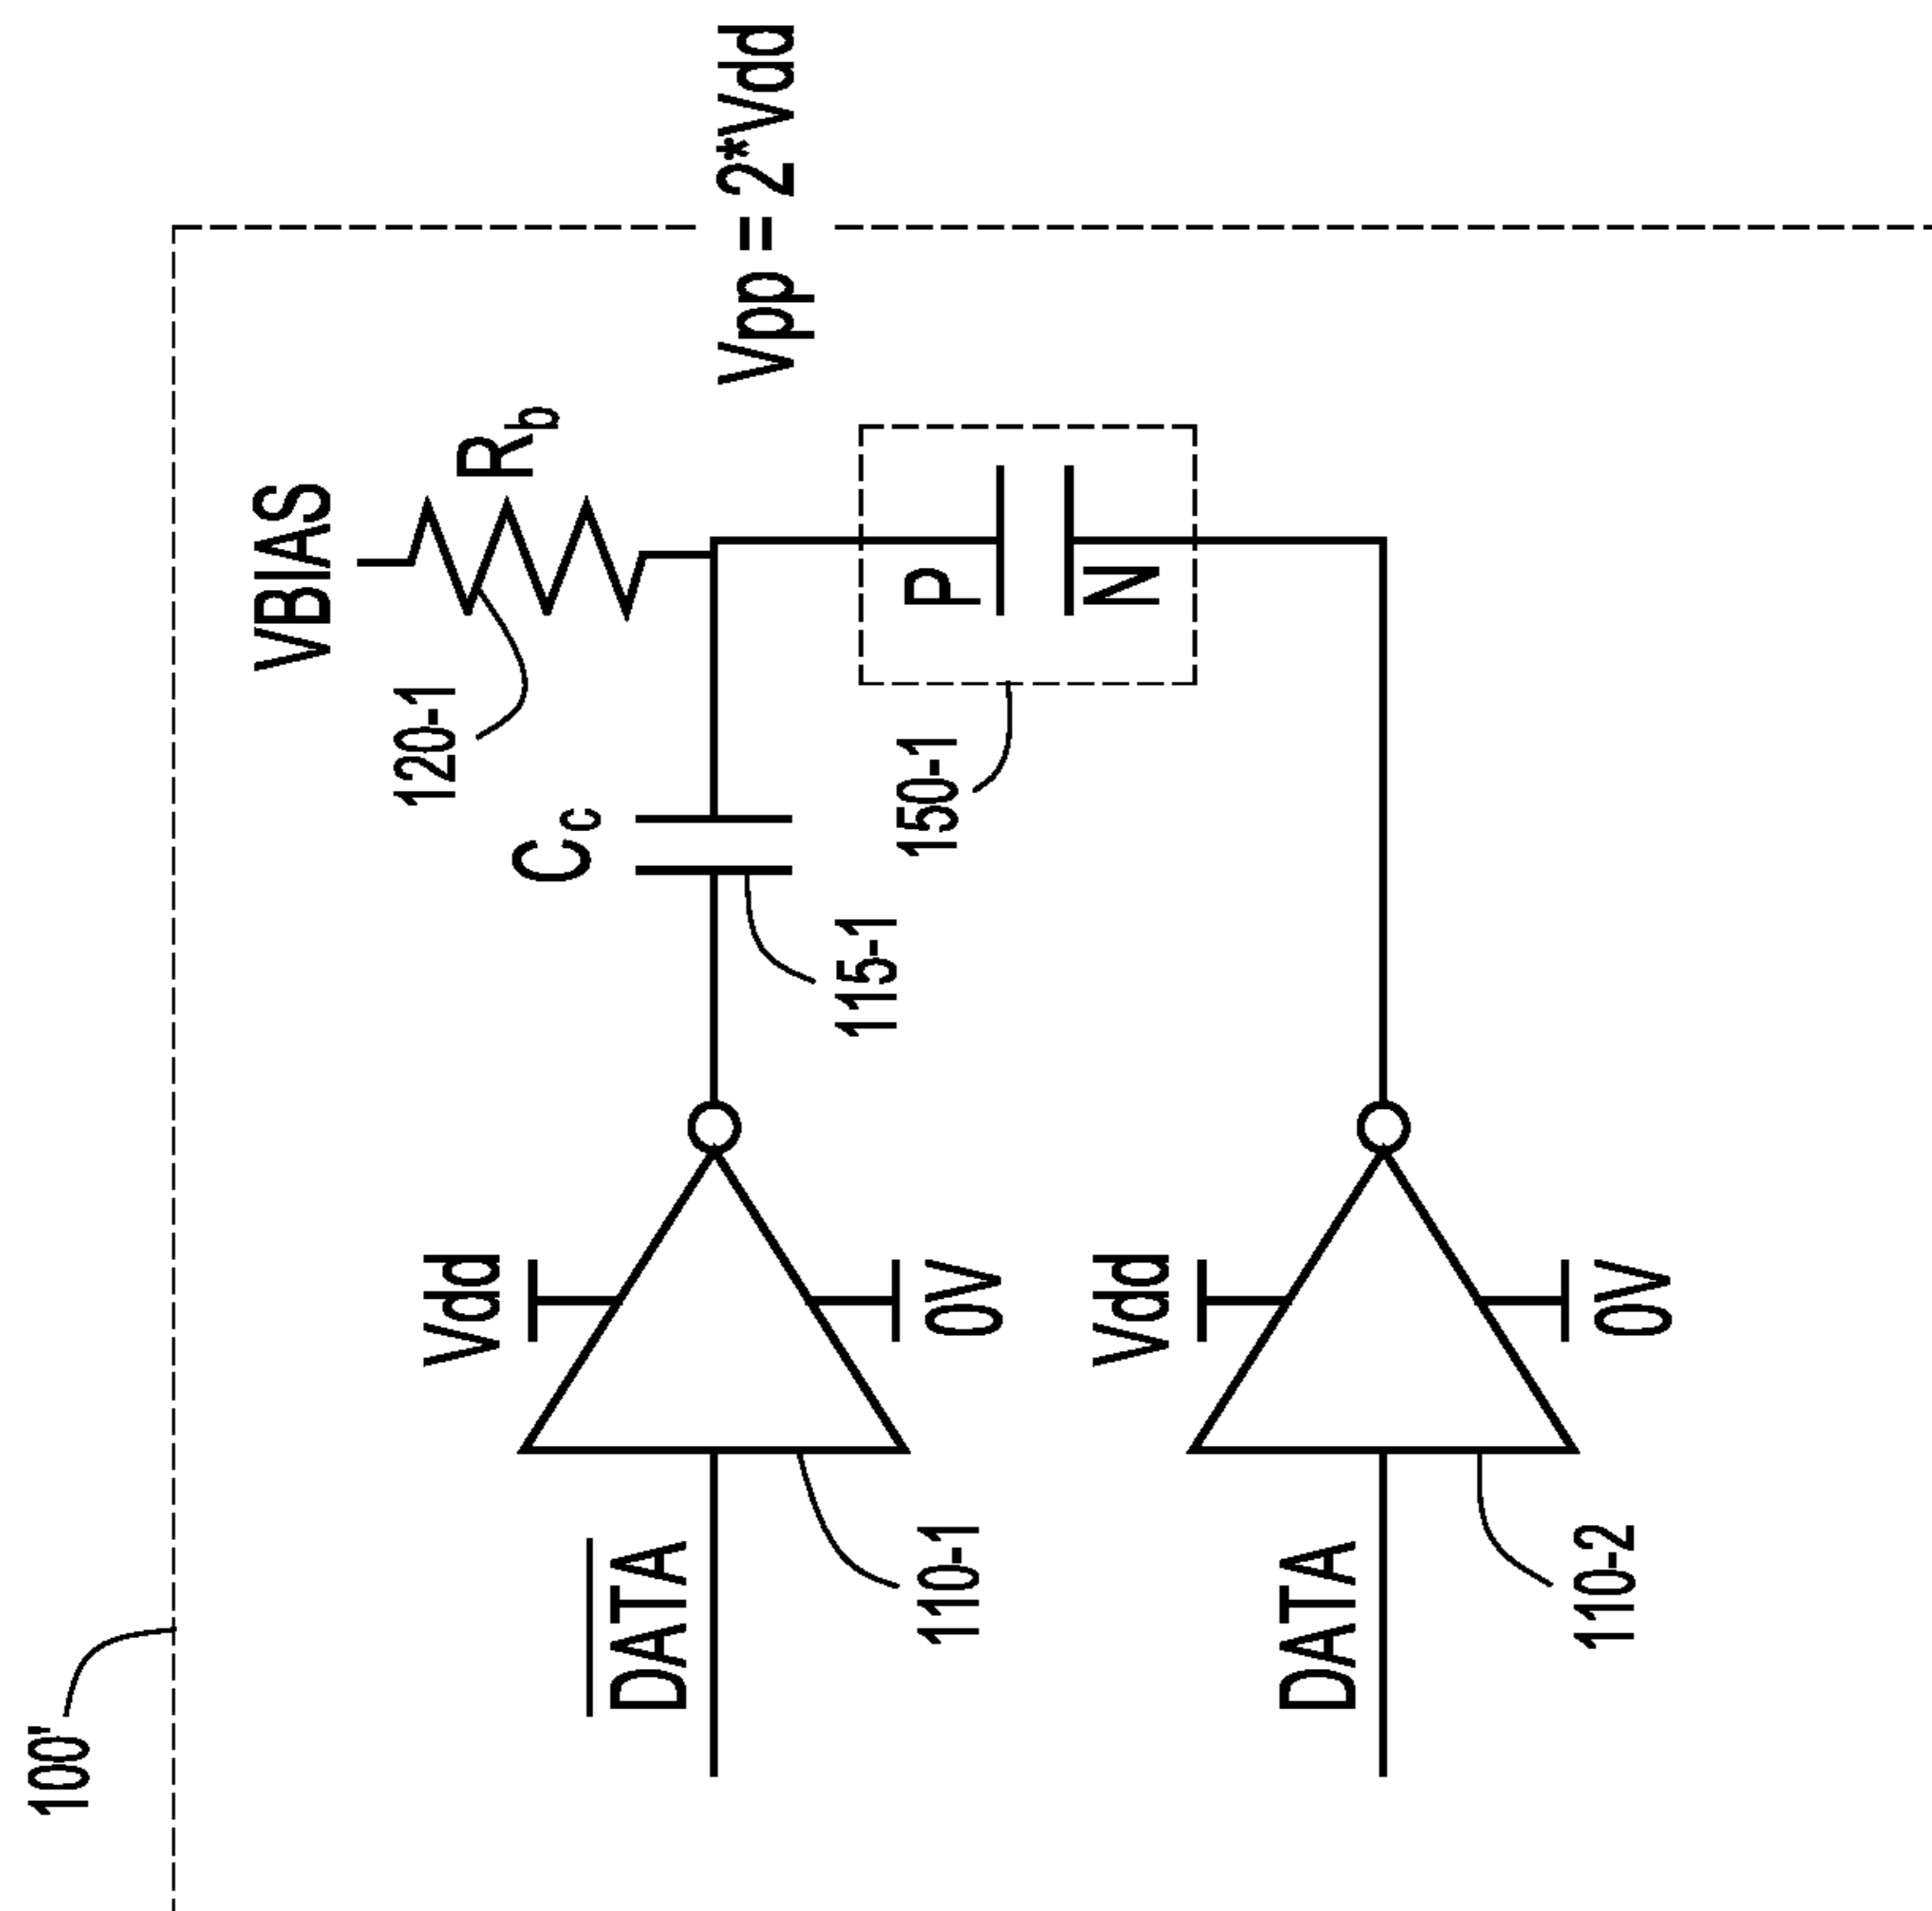 100'
VBIAS
120-1
Rb
Vpp = 2*Vdd
Cc
115-1
P
N
150-1
Vdd
DATA
0V
110-1
Vdd
DATA
0V
110-2